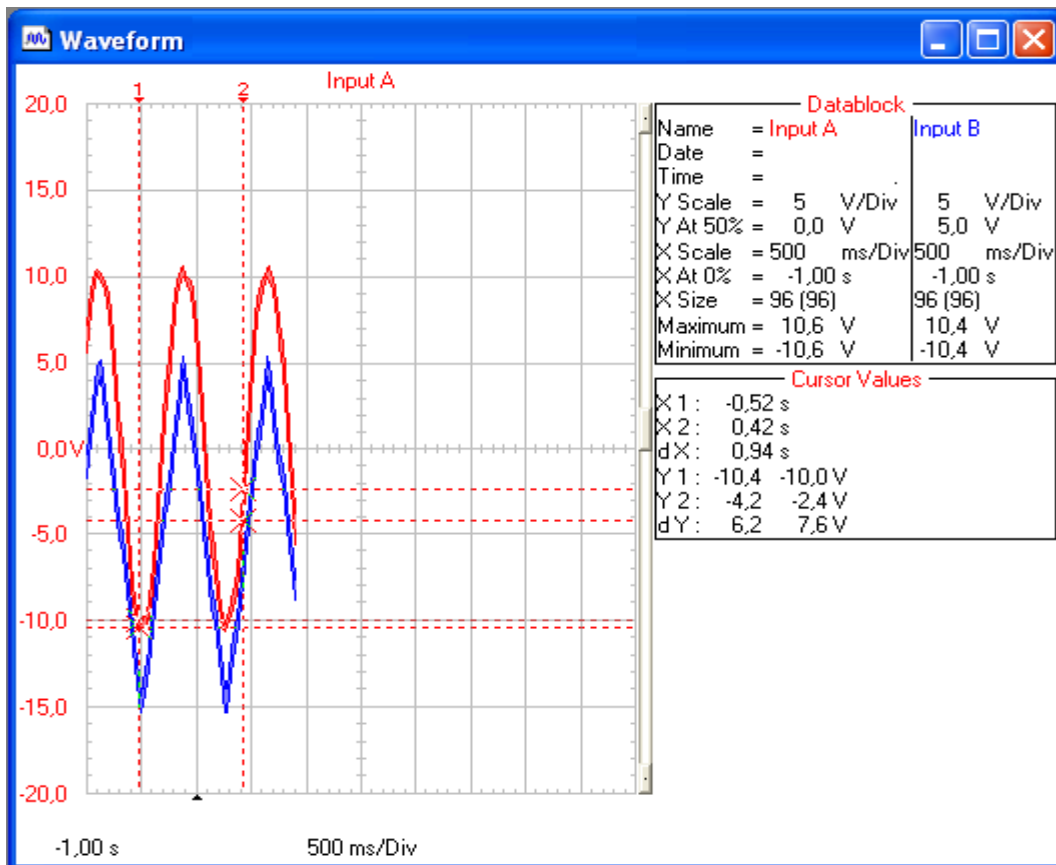 Waveform
Input A
1 2
20,0
15,0
10,0
5,0
0,0V
-5,0
-10,0
-15,0
-20,0
-1,00 s 500 ms/Div
Datablock
Name = Input A Input B
Date =
Time = .
Y Scale = 5 V/Div 5 V/Div
Y At 50% = 0,0 V 5,0 V
X Scale = 500 ms/Div 500 ms/Div
X At 0% = -1,00 s -1,00 s
X Size = 96 (96) 96 (96)
Maximum = 10,6 V 10,4 V
Minimum = -10,6 V -10,4 V
Cursor Values
X 1 : -0,52 s
X 2 : 0,42 s
dX : 0,94 s
Y 1 : -10,4 -10,0 V
Y 2 : -4,2 -2,4 V
dY : 6,2 7,6 V